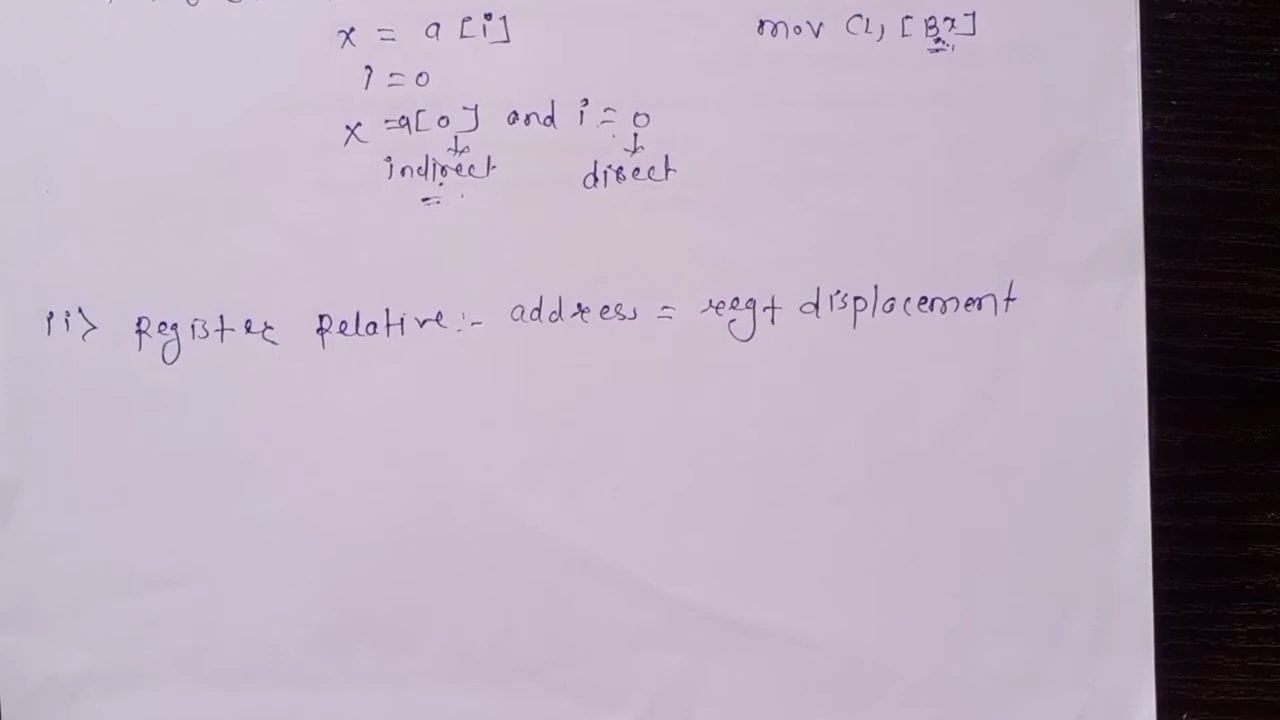 x = a [i]
mov CL, [Bx]
i = 0
x = a[0] and i = 0
indirect direct
ii> Register Relative :- address = reg + displacement